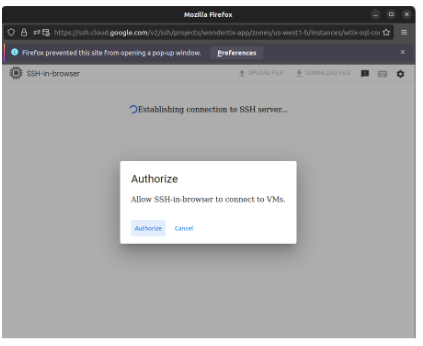 Mozilla Firefox
https://ssh.cloud.google.com/v2/ssh/projects/wondertix-app/zones/us-west1-b/instances/wtix-sql-cor
Firefox prevented this site from opening a pop-up window. Preferences
SSH-in-browser UPLOAD FILE DOWNLOAD FILE
Establishing connection to SSH server...
Authorize
Allow SSH-in-browser to connect to VMs.
Authorize Cancel